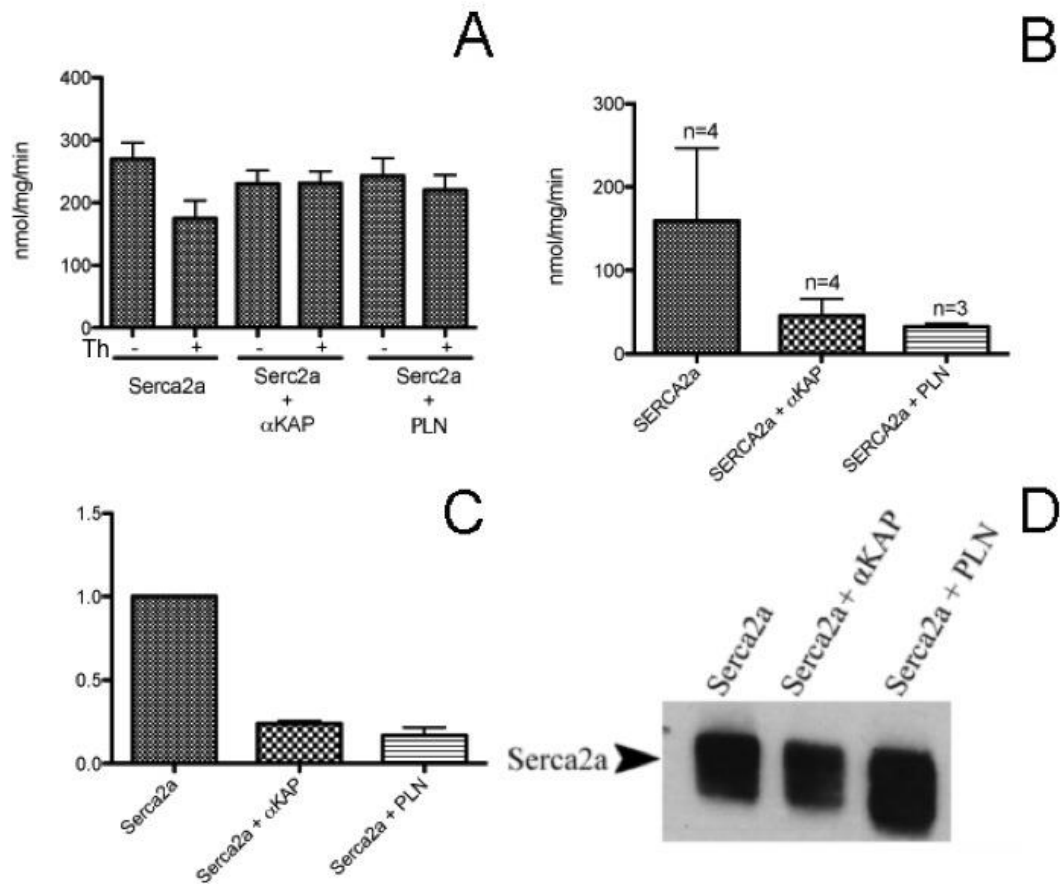 A
nmol/mg/min
400
300
200
100
0
Th - + - + - +
Serca2a
Serc2a
+
αKAP
Serc2a
+
PLN
B
nmol/mg/min
300
200
100
0
n=4
n=4
n=3
SERCA2a
SERCA2a + αKAP
SERCA2a + PLN
C
1.5
1.0
0.5
0.0
Serca2a
Serca2a + αKAP
Serca2a + PLN
D
Serca2a
Serca2a + αKAP
Serca2a + PLN
Serca2a